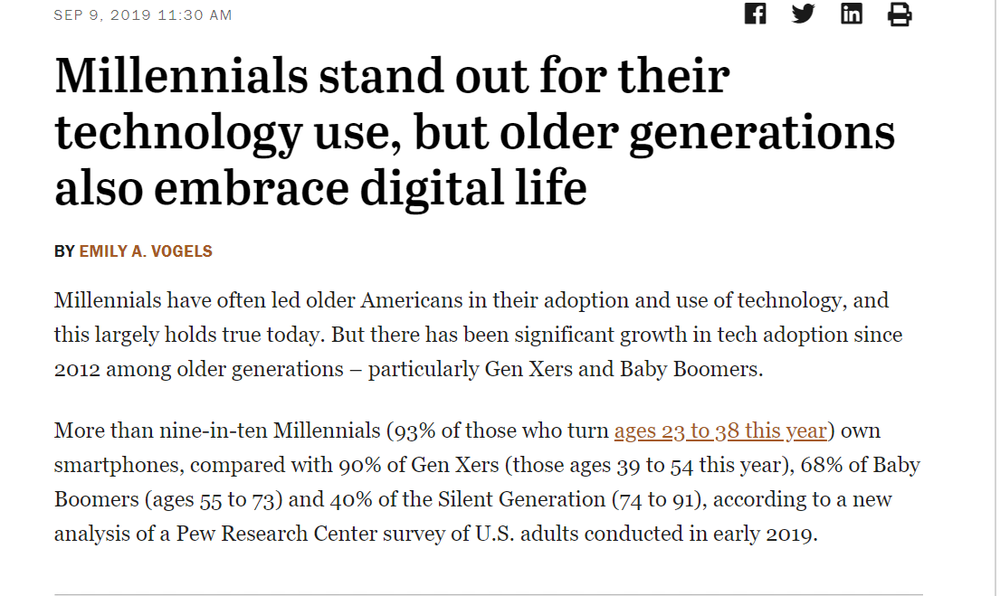 SEP 9, 2019 11:30 AM
Millennials stand out for their
technology use, but older generations
also embrace digital life
BY EMILY A. VOGELS
Millennials have often led older Americans in their adoption and use of technology, and
this largely holds true today. But there has been significant growth in tech adoption since
2012 among older generations – particularly Gen Xers and Baby Boomers.
More than nine-in-ten Millennials (93% of those who turn ages 23 to 38 this year) own
smartphones, compared with 90% of Gen Xers (those ages 39 to 54 this year), 68% of Baby
Boomers (ages 55 to 73) and 40% of the Silent Generation (74 to 91), according to a new
analysis of a Pew Research Center survey of U.S. adults conducted in early 2019.